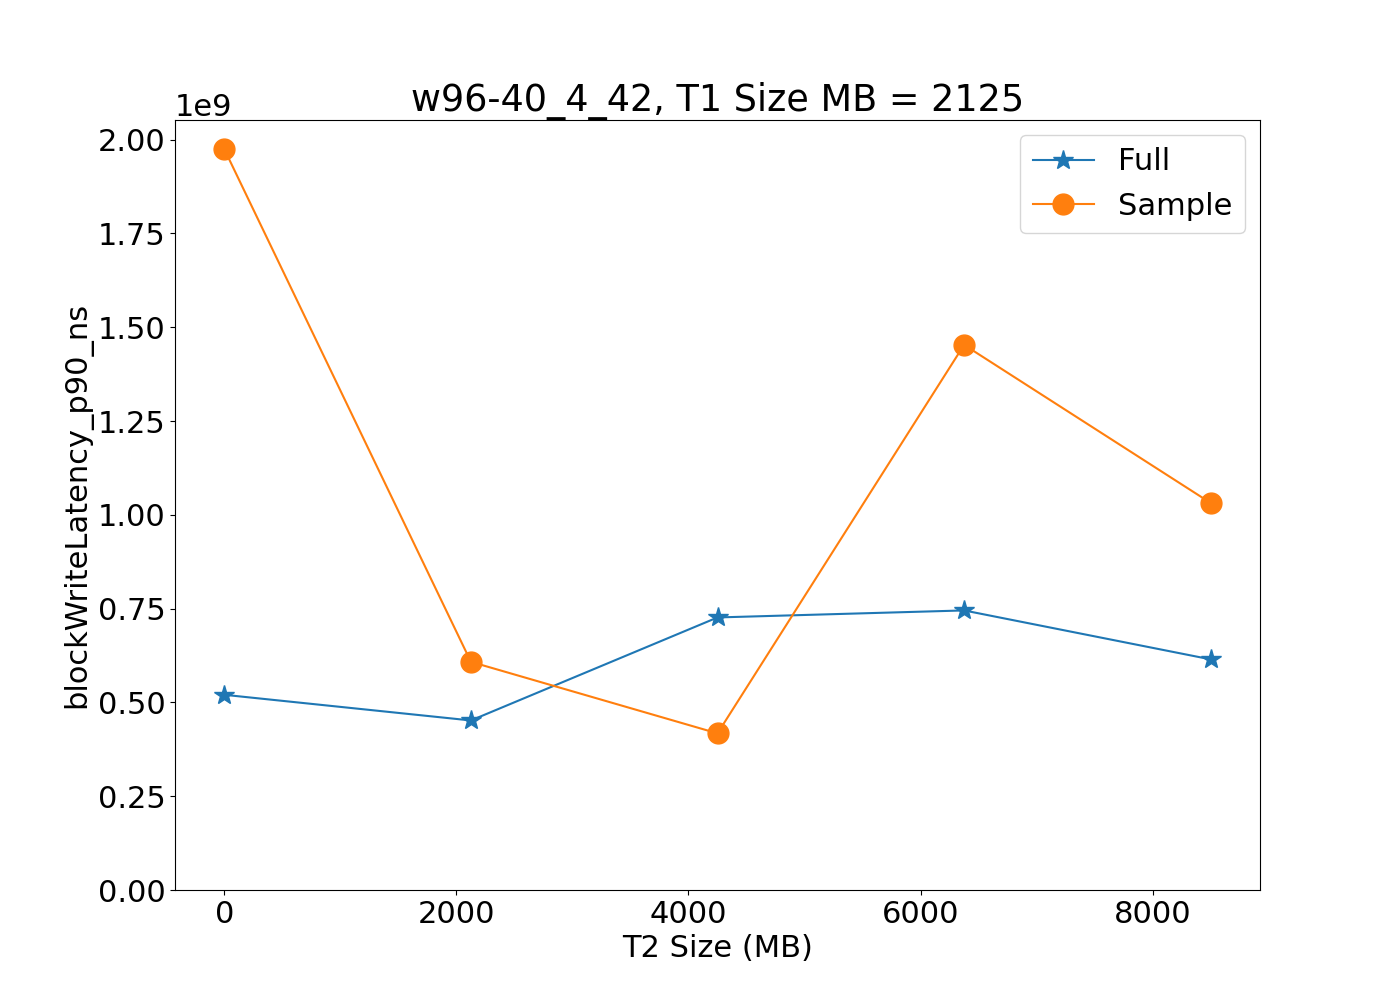 w96-40_4_42, T1 Size MB = 2125
1e9
2.00
1.75
1.50
1.25
1.00
0.75
0.50
0.25
0.00
blockWriteLatency_p90_ns
Full
Sample
0 2000 4000 6000 8000
T2 Size (MB)